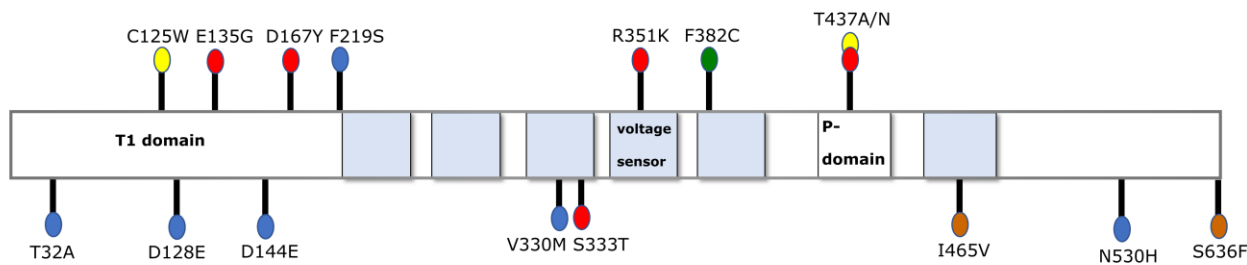 T437A/N
C125W E135G D167Y F219S R351K F382C
T1 domain
voltage
sensor
P-
domain
T32A D128E D144E V330M S333T I465V N530H S636F